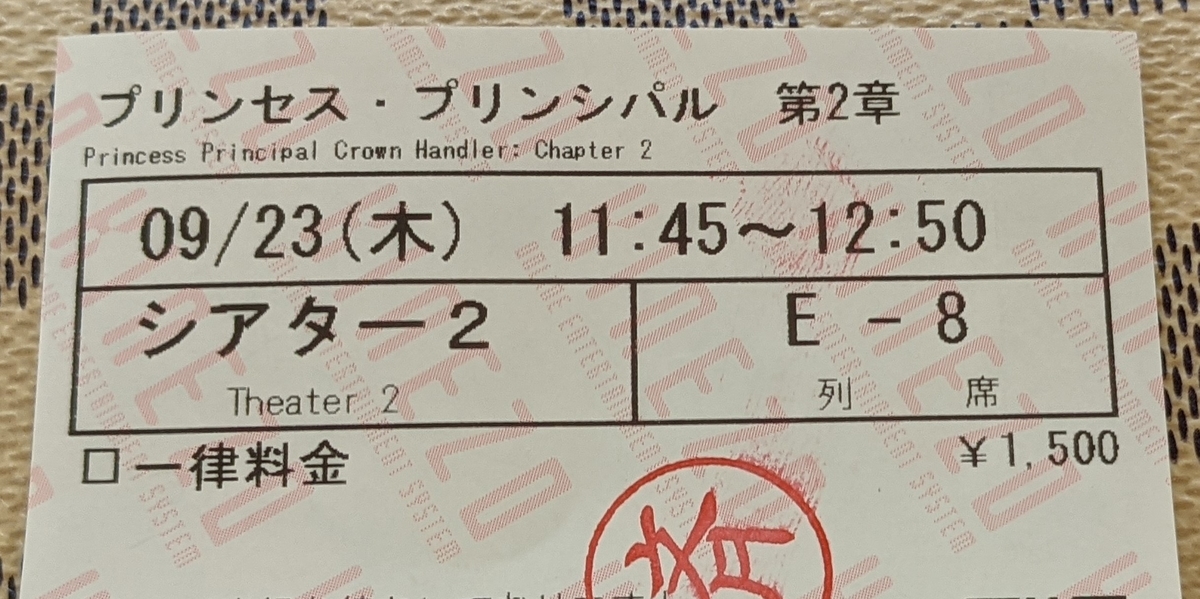 プリンセス・プリンシパル 第2章
Princess Principal Crown Handler: Chapter 2
09/23(木) 11:45～12:50
シアター2
E - 8
Theater 2
列 席
□一律料金
¥1,500